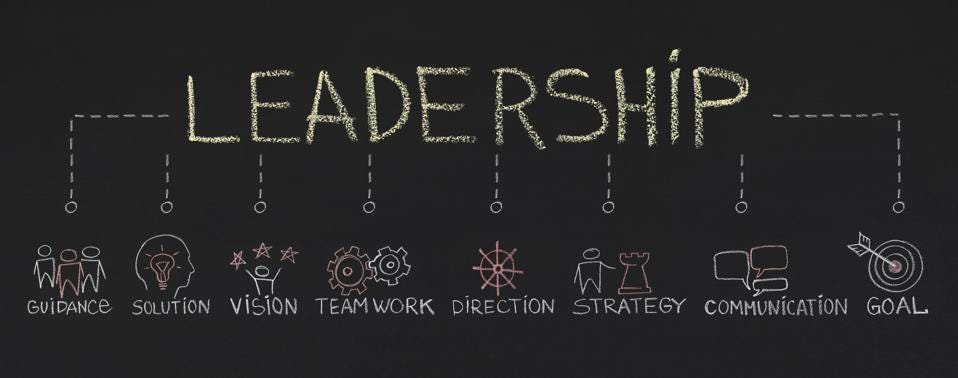 LEADERSHiP
GUiDANCe SOLUTiON ViSiON TEAMWORK DiRECTiON STRATEGY COMMUNiCATiON GOAL